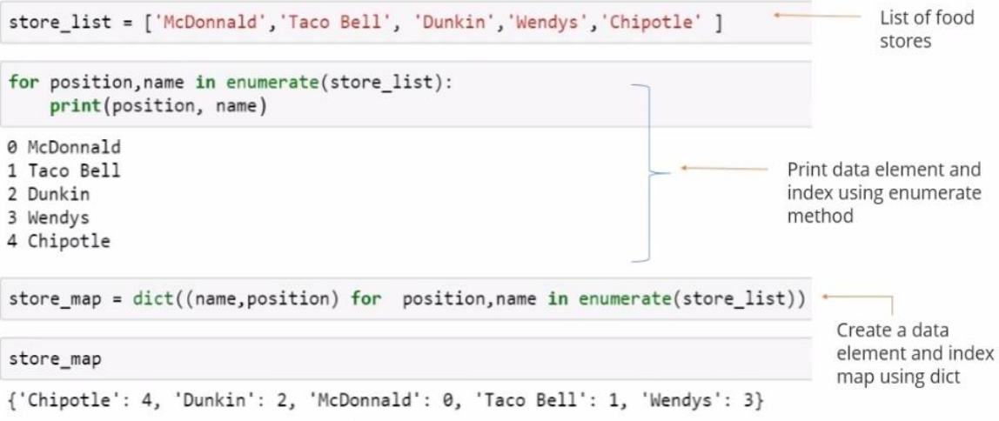 store_list = ['McDonnald','Taco Bell', 'Dunkin','Wendys','Chipotle' ]
List of food
stores
for position,name in enumerate(store_list):
    print(position, name)
0 McDonnald
1 Taco Bell
2 Dunkin
3 Wendys
4 Chipotle
Print data element and
index using enumerate
method
store_map = dict((name,position) for  position,name in enumerate(store_list))
Create a data
element and index
map using dict
store_map
{'Chipotle': 4, 'Dunkin': 2, 'McDonnald': 0, 'Taco Bell': 1, 'Wendys': 3}